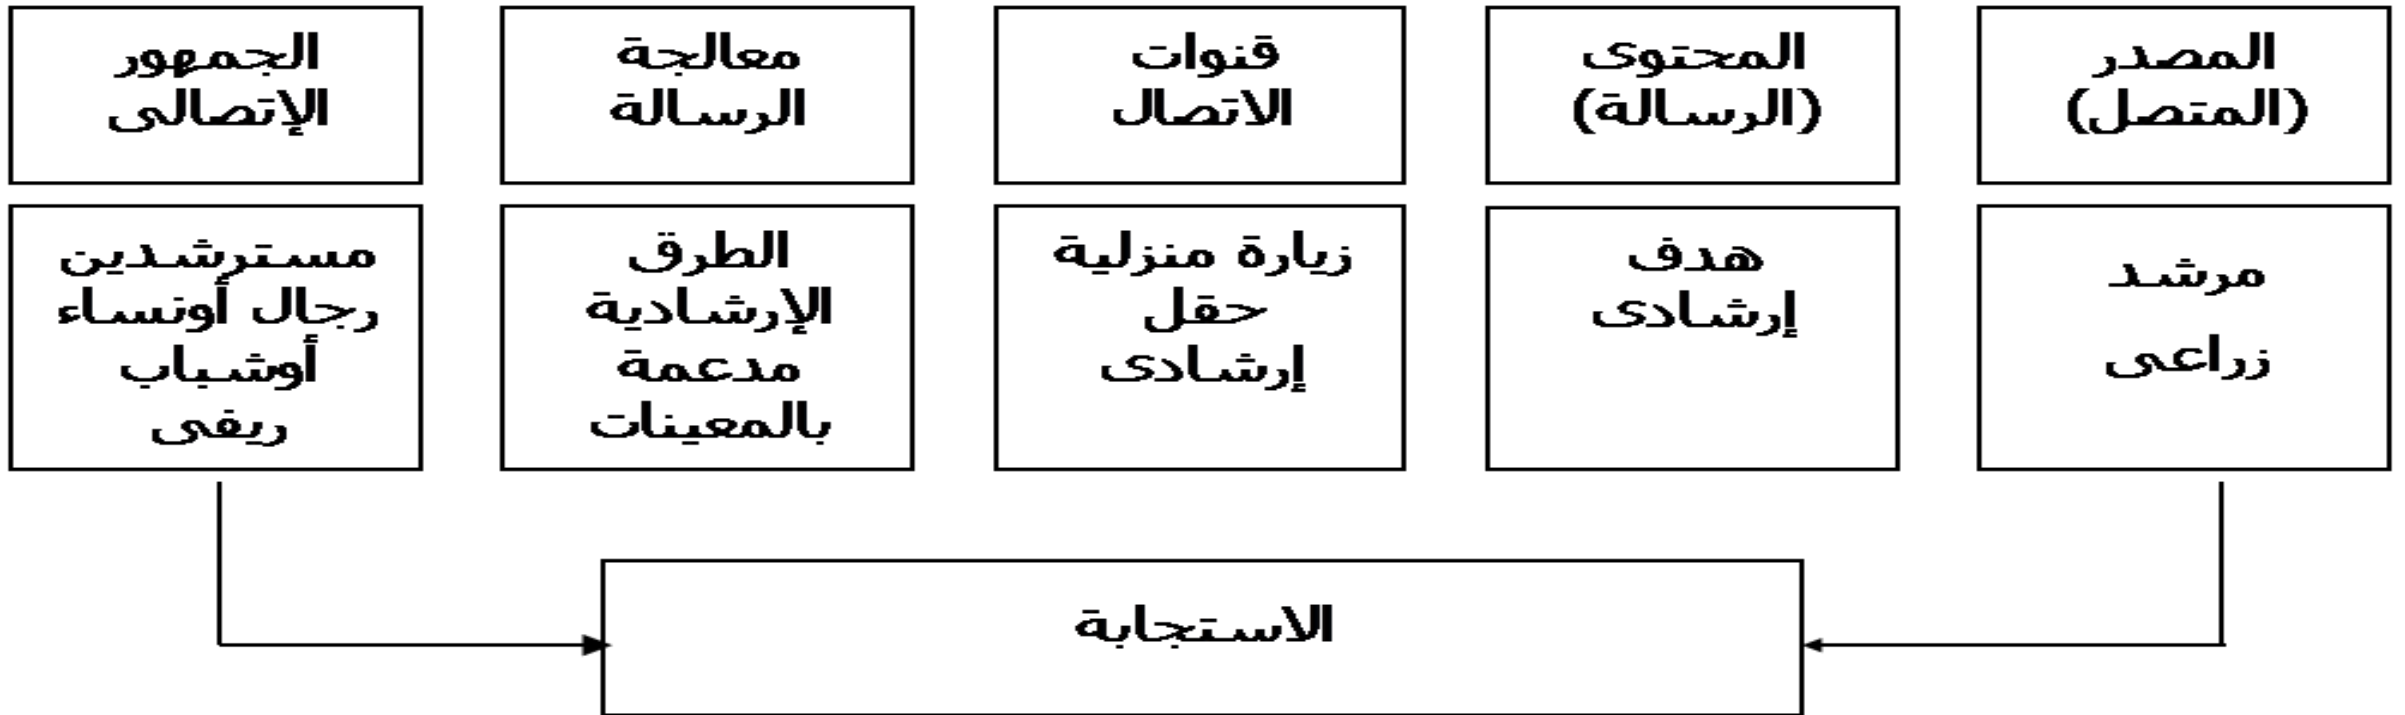 المصدر
(المتصل)
المحتوى
(الرسالة)
قنوات
الاتصال
معالجة
الرسالة
الجمهور
الإتصالى
مرشد
زراعى
هدف
إرشادى
زيارة منزلية
حقل
إرشادى
الطرق
الإرشادية
مدعمة
بالمعينات
مسترشدين
رجال أونساء
أوشباب
ريفى
الاستجابة